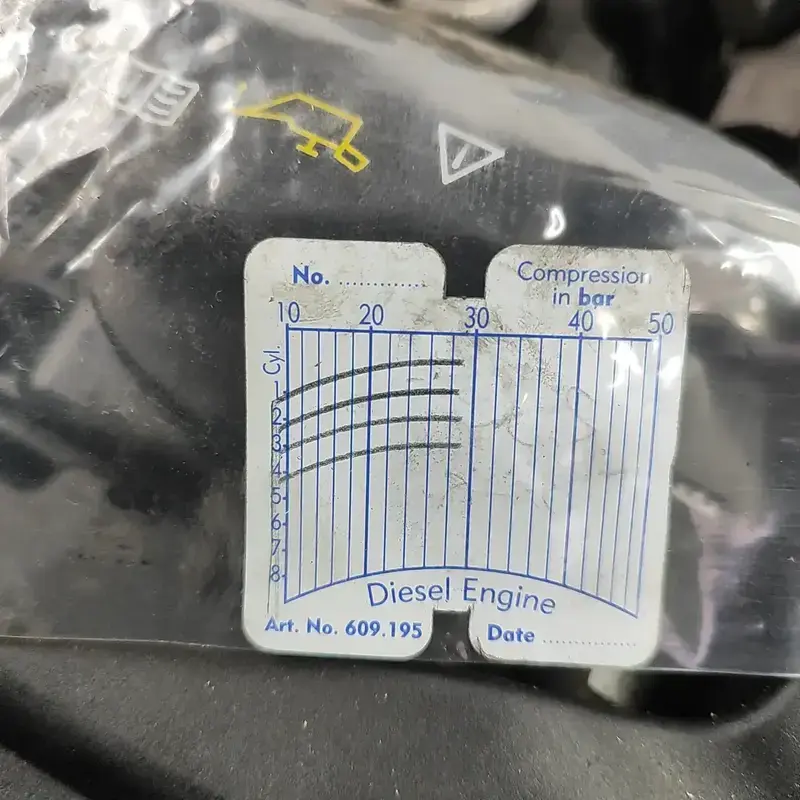 No. ..............
Compression
in bar
10 20 30 40 50
Cyl.
1
2
3
4
5
6
7
8
Diesel Engine
Art. No. 609.195
Date ..............